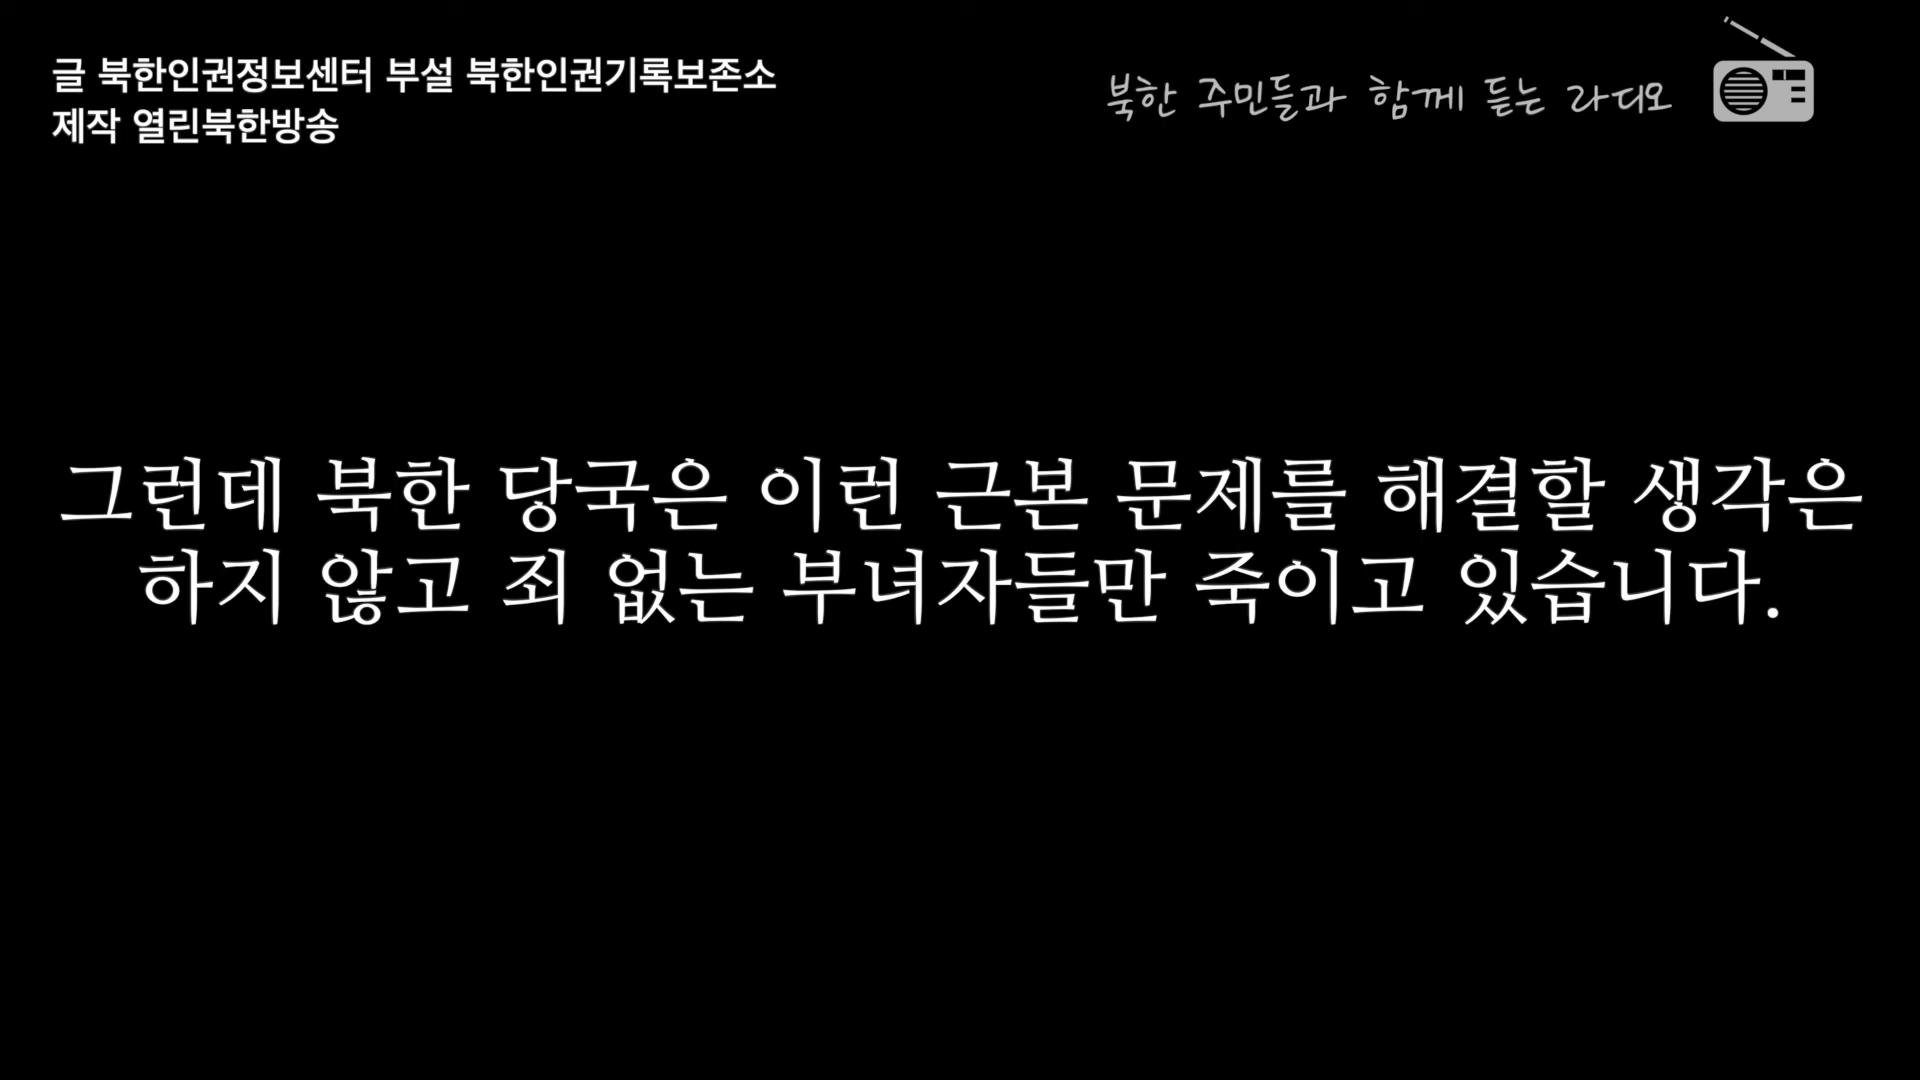 글 북한인권정보센터 부설 북한인권기록보존소
제작 열린북한방송
북한 주민들과 함께 듣는 라디오
그런데 북한 당국은 이런 근본 문제를 해결할 생각은
하지 않고 죄 없는 부녀자들만 죽이고 있습니다.